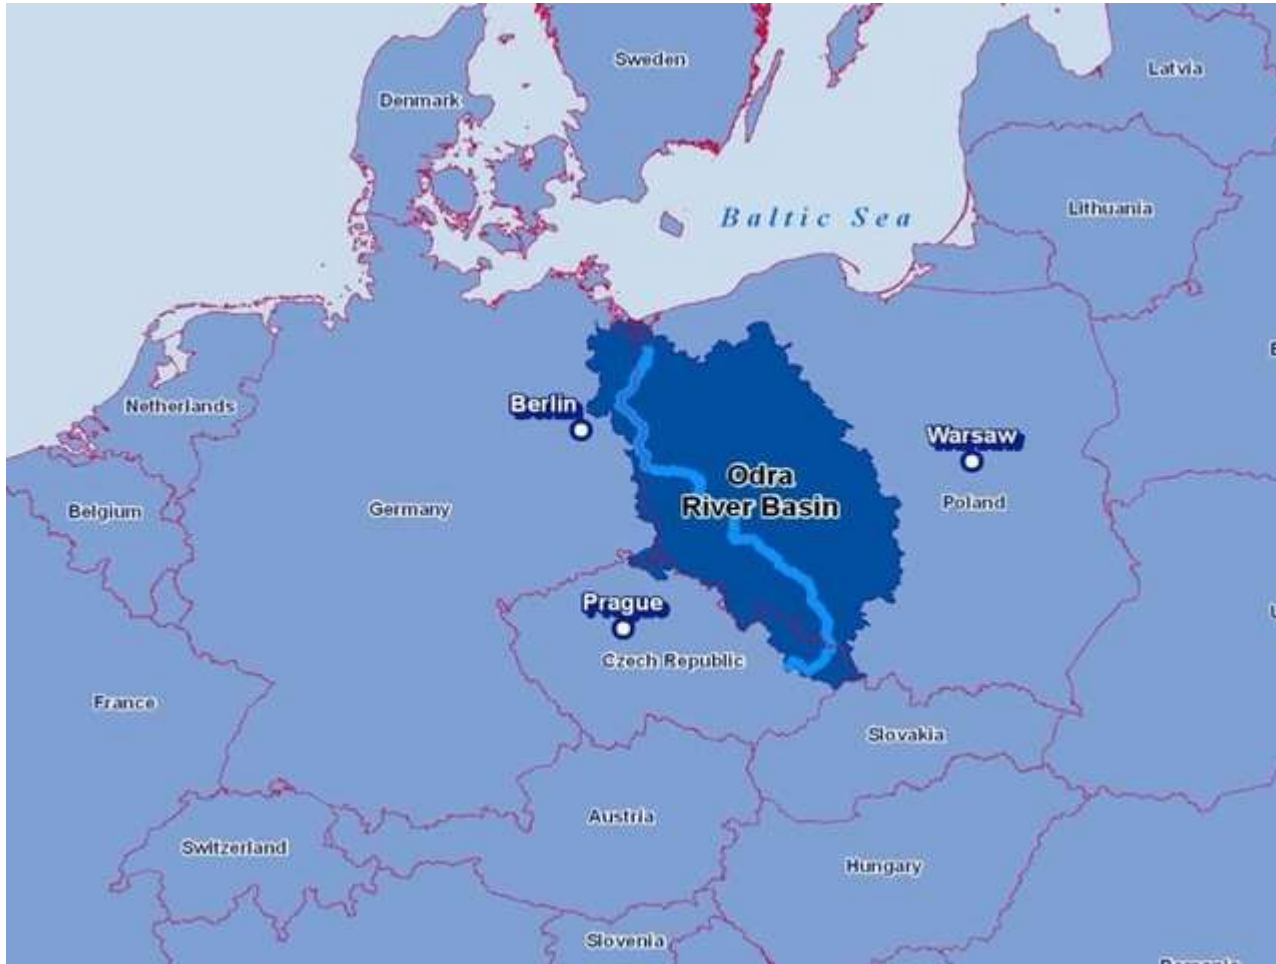 Sweden
Latvia
Denmark
Lithuania
Baltic Sea
Netherlands
Berlin
Warsaw
Odra
River Basin
Poland
Belgium
Germany
Prague
Czech Republic
France
Slovakia
Austria
Switzerland
Hungary
Slovenia